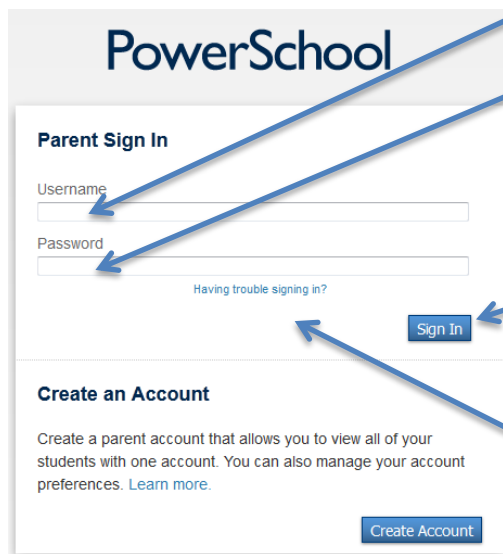 PowerSchool
Parent Sign In
Username
Password
Having trouble signing in?
Sign In
Create an Account
Create a parent account that allows you to view all of your
students with one account. You can also manage your account
preferences. Learn more.
Create Account